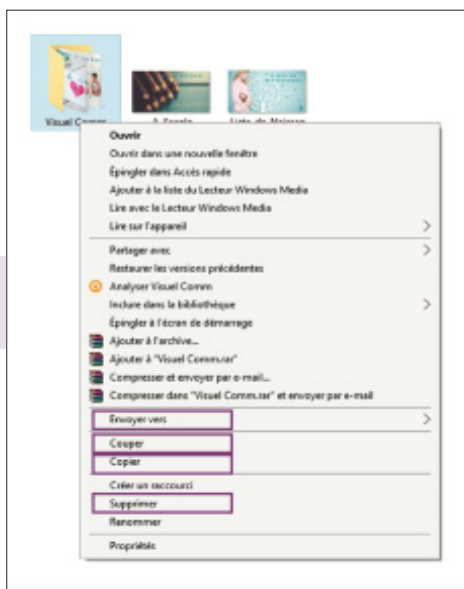 Visuel Comm
Liste de Naissan
Ouvrir
Ouvrir dans une nouvelle fenêtre
Épingler dans Accès rapide
Ajouter à la liste du Lecteur Windows Media
Lire avec le Lecteur Windows Media
Lire sur l'appareil
Partager avec
Restaurer les versions précédentes
Analyser Visuel Comm
Inclure dans la bibliothèque
Épingler à l'écran de démarrage
Ajouter à l'archive...
Ajouter à "Visuel Comm.rar"
Compresser et envoyer par e-mail...
Compresser dans "Visuel Comm.rar" et envoyer par e-mail
Envoyer vers
Couper
Copier
Créer un raccourci
Supprimer
Renommer
Propriétés